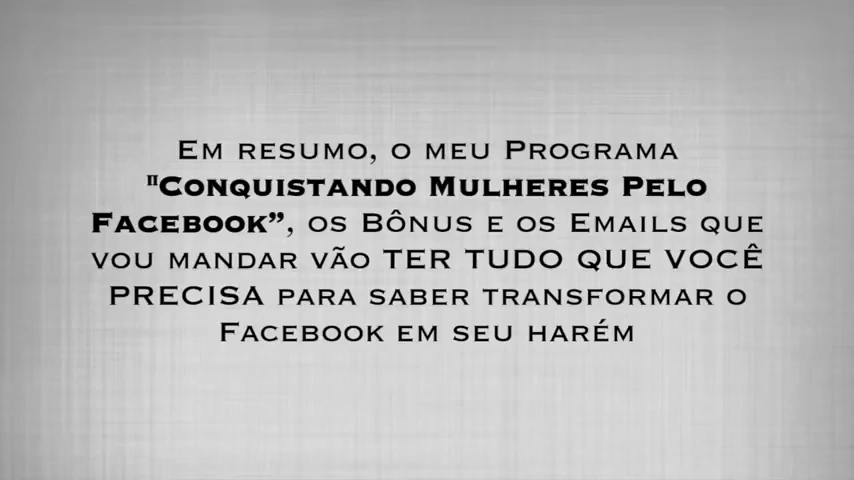 Em resumo, o meu Programa
"Conquistando Mulheres Pelo
Facebook”, os Bônus e os Emails que
vou mandar vão TER TUDO QUE VOCÊ
PRECISA para saber transformar o
Facebook em seu harém